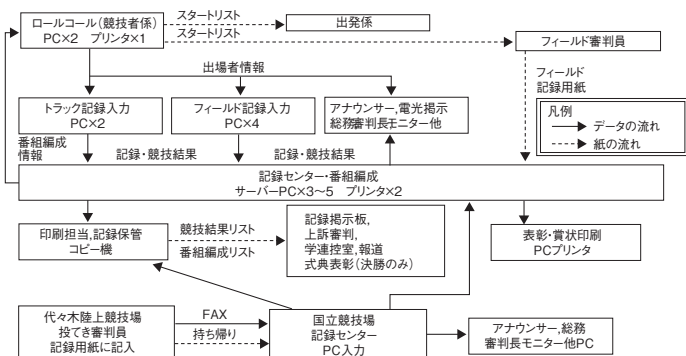 ロールコール(競技者係)
PC×2　プリンタ×1
スタートリスト
スタートリスト
出発係
フィールド審判員
出場者情報
フィールド
記録用紙
トラック記録入力
PC×2
フィールド記録入力
PC×4
アナウンサー,電光掲示
総務審判長モニター他
凡例
データの流れ
紙の流れ
番組編成
情報
記録・競技結果
記録・競技結果
記録センター・番組編成
サーバーPC×3～5　プリンタ×2
印刷担当,記録保管
コピー機
競技結果リスト
番組編成リスト
記録掲示板,
上訴審判,
学連控室,報道
式典表彰(決勝のみ)
表彰・賞状印刷
PCプリンタ
代々木陸上競技場
投てき審判員
記録用紙に記入
FAX
持ち帰り
国立競技場
記録センター
PC入力
アナウンサー,総務
審判長モニター他PC